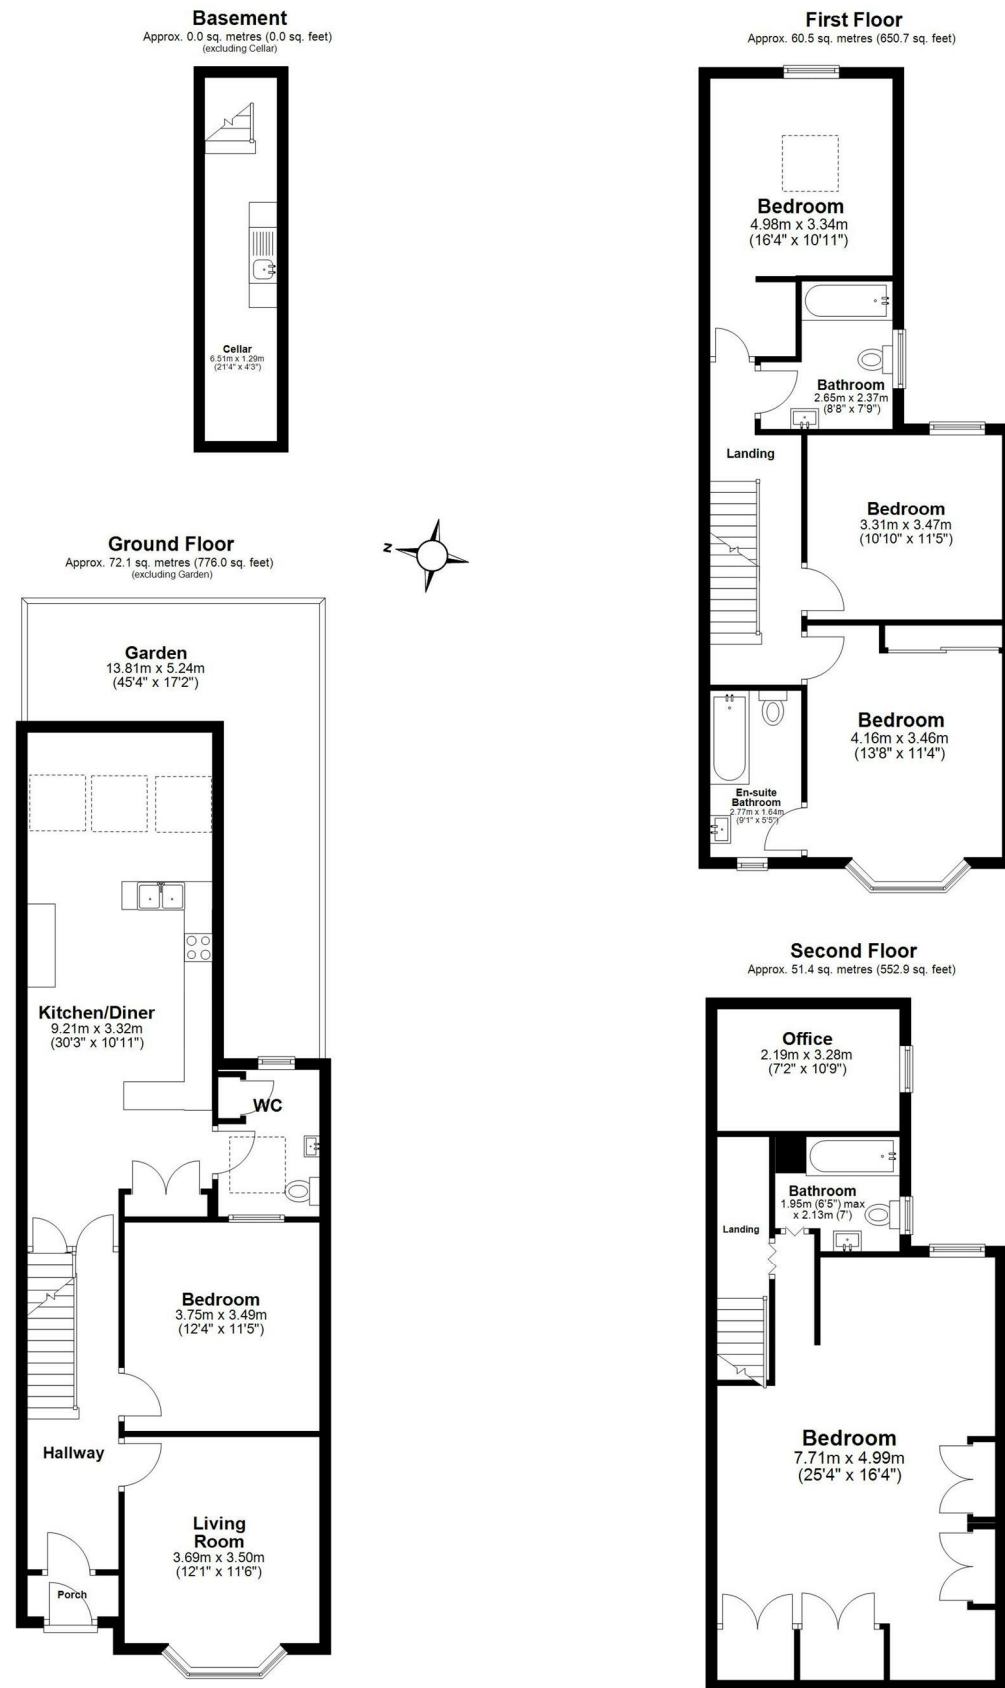 Basement
Approx. 0.0 sq. metres (0.0 sq. feet)
(excluding Cellar)
Cellar
6.51m x 1.29m
(21'4" x 4'3")
Ground Floor
Approx. 72.1 sq. metres (776.0 sq. feet)
(excluding Garden)
Garden
13.81m x 5.24m
(45'4" x 17'2")
Kitchen/Diner
9.21m x 3.32m
(30'3" x 10'11")
WC
Bedroom
3.75m x 3.49m
(12'4" x 11'5")
Hallway
Living
Room
3.69m x 3.50m
(12'1" x 11'6")
Porch
N
First Floor
Approx. 60.5 sq. metres (650.7 sq. feet)
Bedroom
4.98m x 3.34m
(16'4" x 10'11")
Bathroom
2.65m x 2.37m
(8'8" x 7'9")
Landing
Bedroom
3.31m x 3.47m
(10'10" x 11'5")
Bedroom
4.16m x 3.46m
(13'8" x 11'4")
En-suite
Bathroom
2.77m x 1.64m
(9'1" x 5'5")
Second Floor
Approx. 51.4 sq. metres (552.9 sq. feet)
Office
2.19m x 3.28m
(7'2" x 10'9")
Bathroom
1.95m (6'5") max
x 2.13m (7')
Landing
Bedroom
7.71m x 4.99m
(25'4" x 16'4")